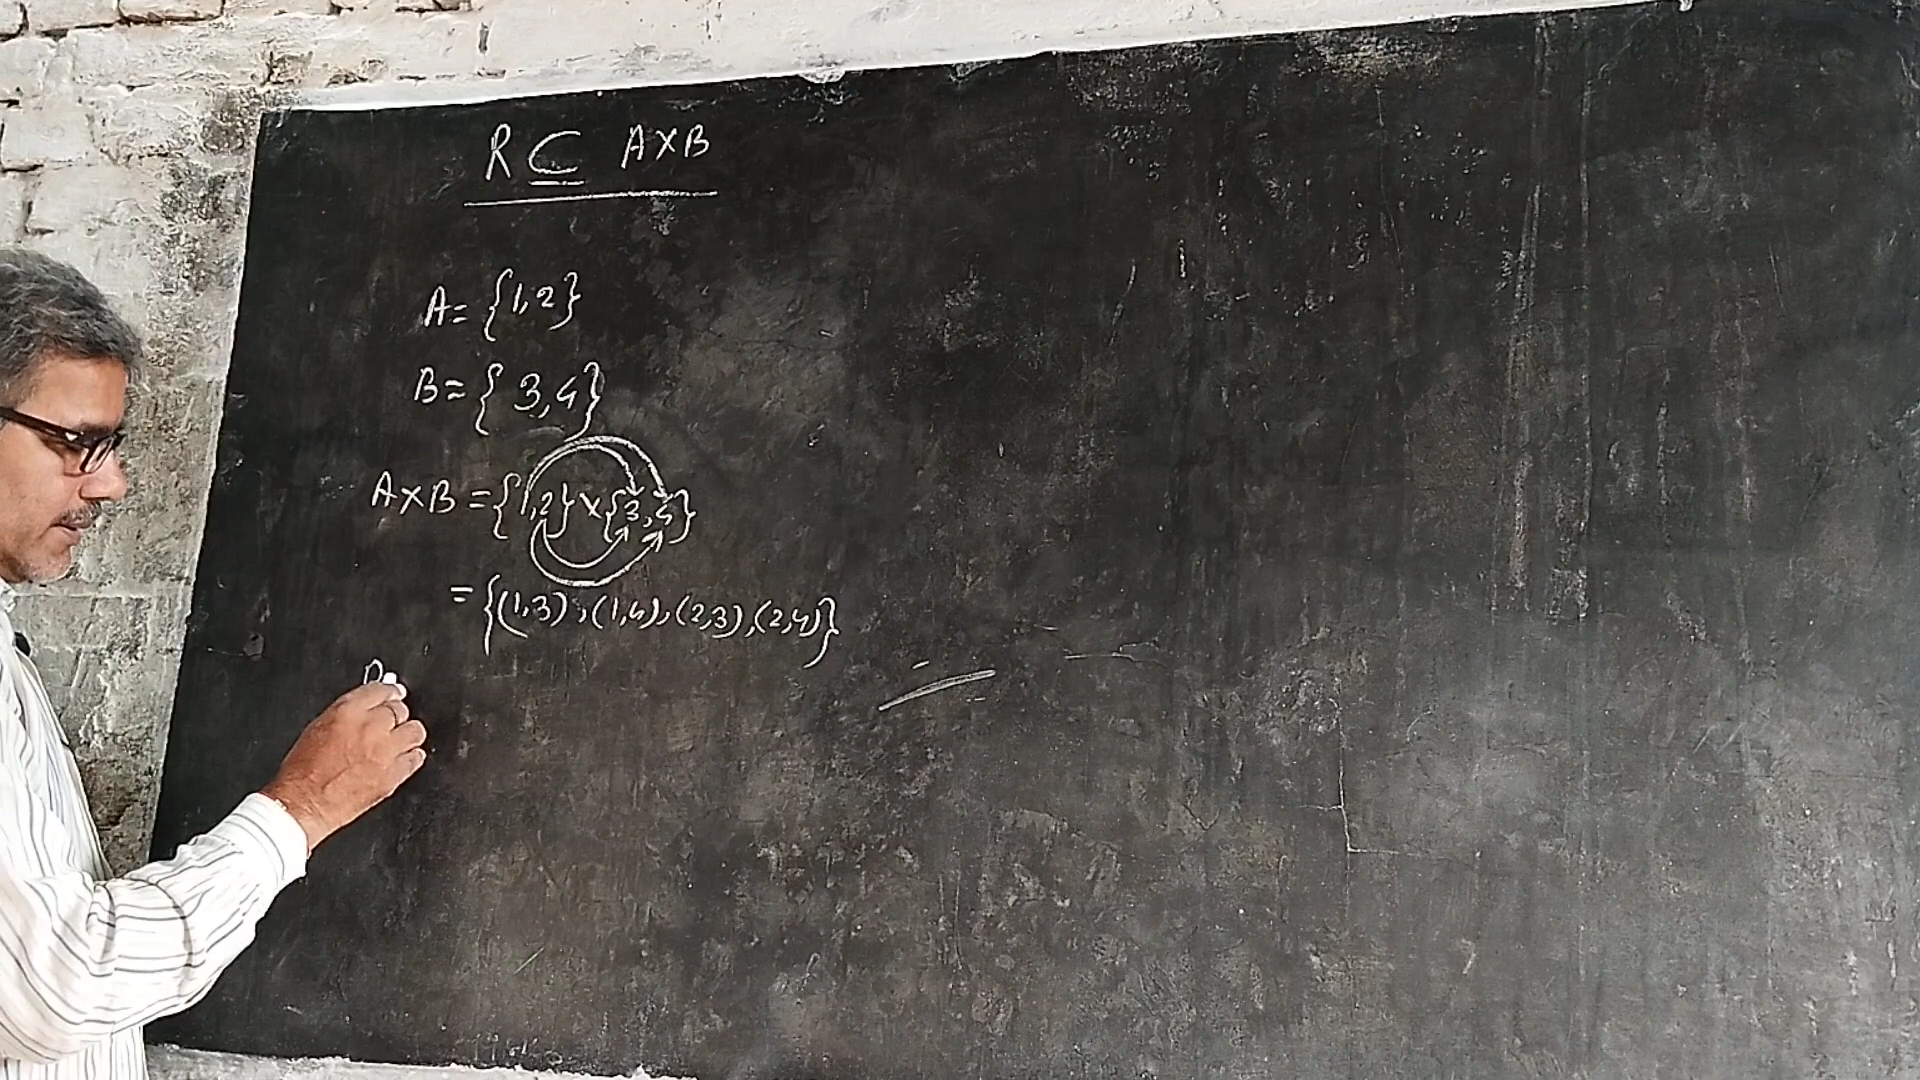 R ⊆ A×B
A = {1,2}
B = { 3,4}
A×B = {1,2} × {3,4}
= {(1,3),(1,4),(2,3),(2,4)}